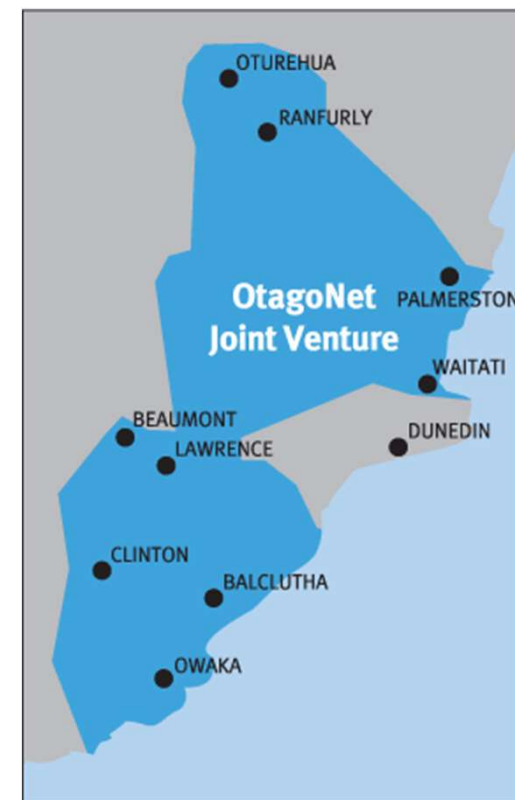 OTUREHUA
RANFURLY
OtagoNet
Joint Venture
PALMERSTON
WAITATI
BEAUMONT
DUNEDIN
LAWRENCE
CLINTON
BALCLUTHA
OWAKA